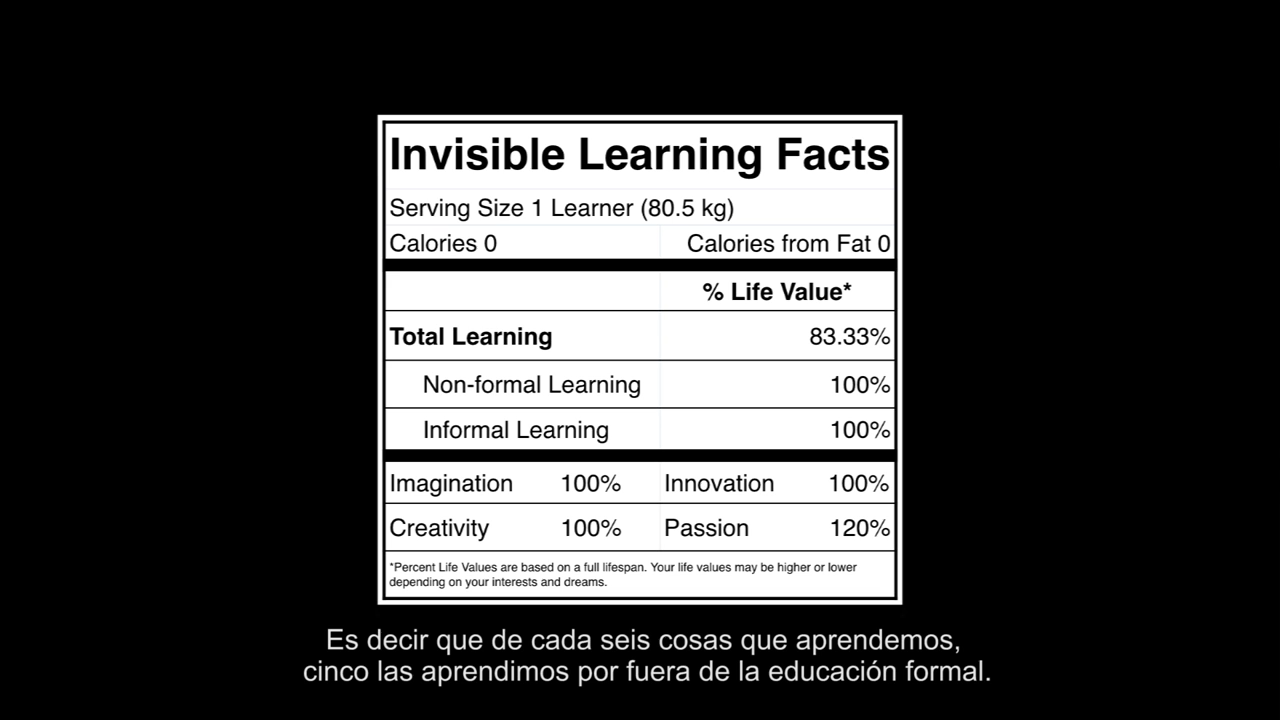 Invisible Learning Facts
Serving Size 1 Learner (80.5 kg)
Calories 0 Calories from Fat 0
% Life Value*
Total Learning 83.33%
Non-formal Learning 100%
Informal Learning 100%
Imagination 100% Innovation 100%
Creativity 100% Passion 120%
*Percent Life Values are based on a full lifespan. Your life values may be higher or lower
depending on your interests and dreams.
Es decir que de cada seis cosas que aprendemos,
cinco las aprendimos por fuera de la educación formal.